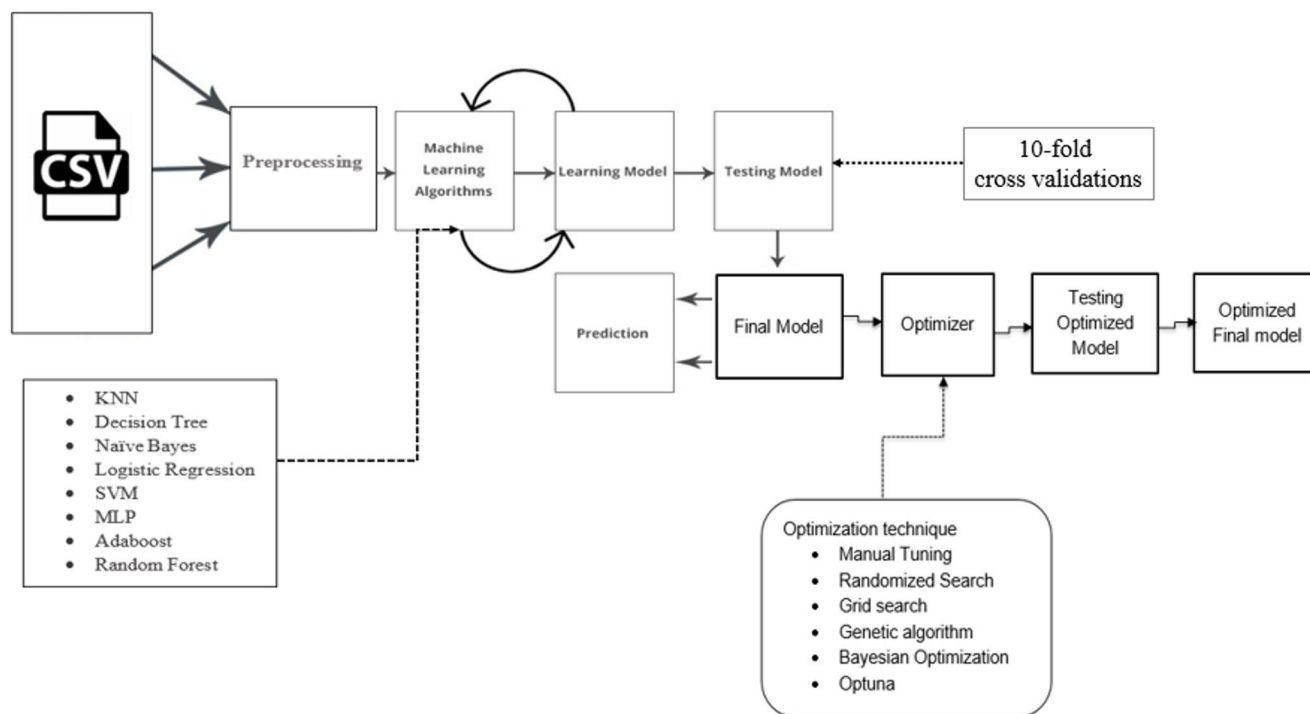 CSV
Preprocessing
Machine
Learning
Algorithms
Learning Model
Testing Model
10-fold
cross validations
Prediction
Final Model
Optimizer
Testing
Optimized
Model
Optimized
Final model
• KNN
• Decision Tree
• Naïve Bayes
• Logistic Regression
• SVM
• MLP
• Adaboost
• Random Forest
Optimization technique
• Manual Tuning
• Randomized Search
• Grid search
• Genetic algorithm
• Bayesian Optimization
• Optuna